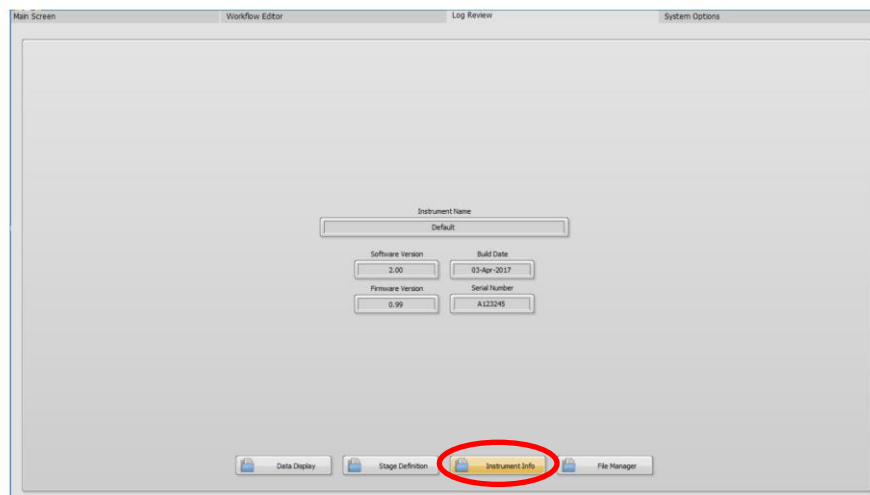 Main Screen Workflow Editor Log Review System Options
Instrument Name
Default
Software Version Build Date
2.00 03-Apr-2017
Firmware Version Serial Number
0.99 A123245
Data Display Stage Definition Instrument Info File Manager